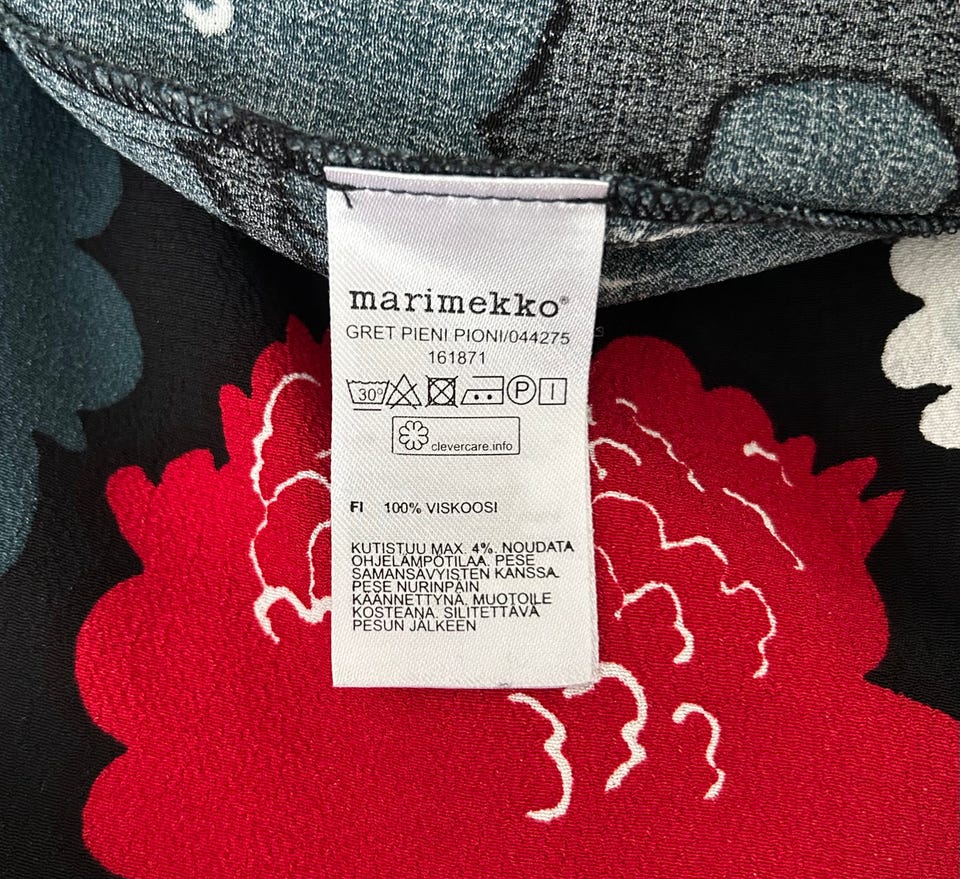 marimekko®
GRET PIENI PIONI/044275
161871
30°
P
clevercare.info
FI 100% VISKOOSI
KUTISTUU MAX. 4%. NOUDATA
OHJELÄMPÖTILAA. PESE
SAMANSÄVYISTEN KANSSA.
PESE NURINPÄIN
KÄÄNNETTYNÄ. MUOTOILE
KOSTEANA. SILITETTÄVÄ
PESUN JÄLKEEN